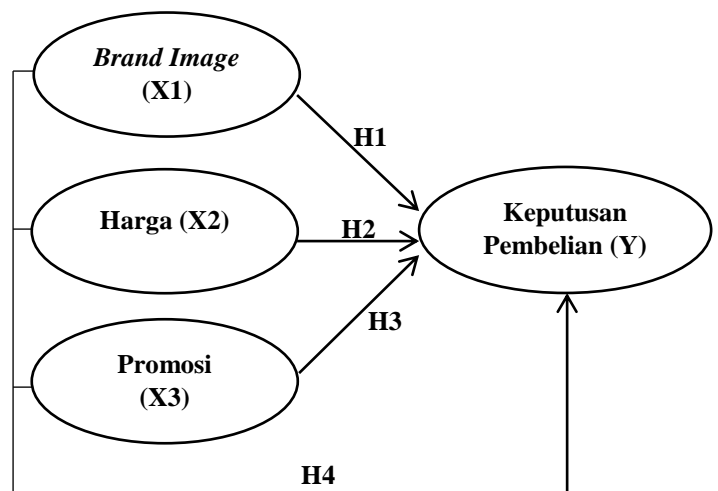 Brand Image
(X1)
H1
Harga (X2)
H2
Keputusan
Pembelian (Y)
H3
Promosi
(X3)
H4